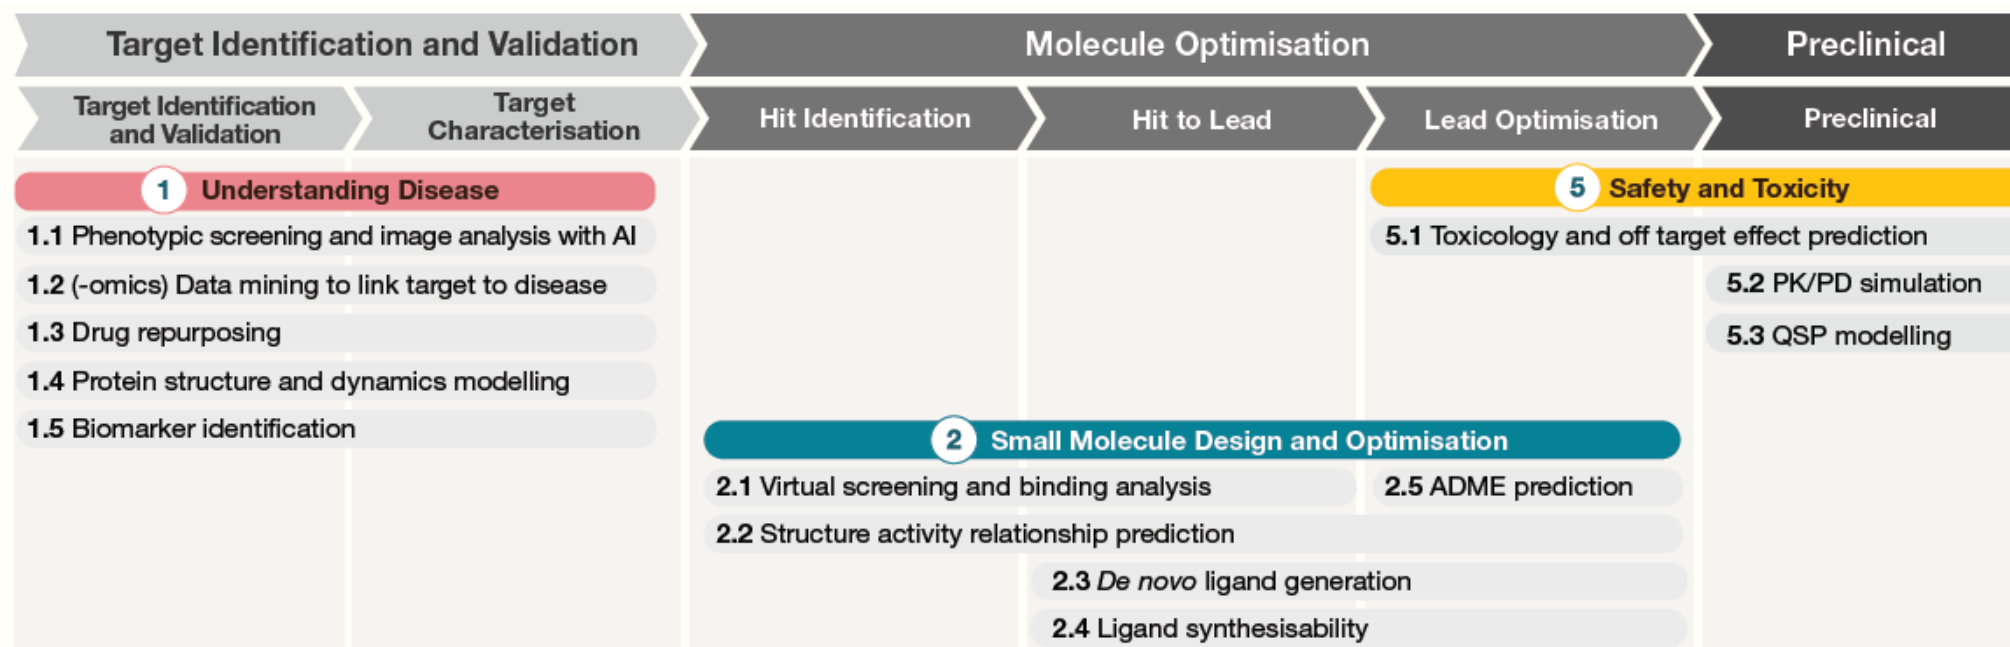 Target Identification and Validation
Molecule Optimisation
Preclinical
Target Identification
and Validation
Target
Characterisation
Hit Identification
Hit to Lead
Lead Optimisation
Preclinical
1 Understanding Disease
1.1 Phenotypic screening and image analysis with AI
1.2 (-omics) Data mining to link target to disease
1.3 Drug repurposing
1.4 Protein structure and dynamics modelling
1.5 Biomarker identification
5 Safety and Toxicity
5.1 Toxicology and off target effect prediction
5.2 PK/PD simulation
5.3 QSP modelling
2 Small Molecule Design and Optimisation
2.1 Virtual screening and binding analysis
2.5 ADME prediction
2.2 Structure activity relationship prediction
2.3 De novo ligand generation
2.4 Ligand synthesisability